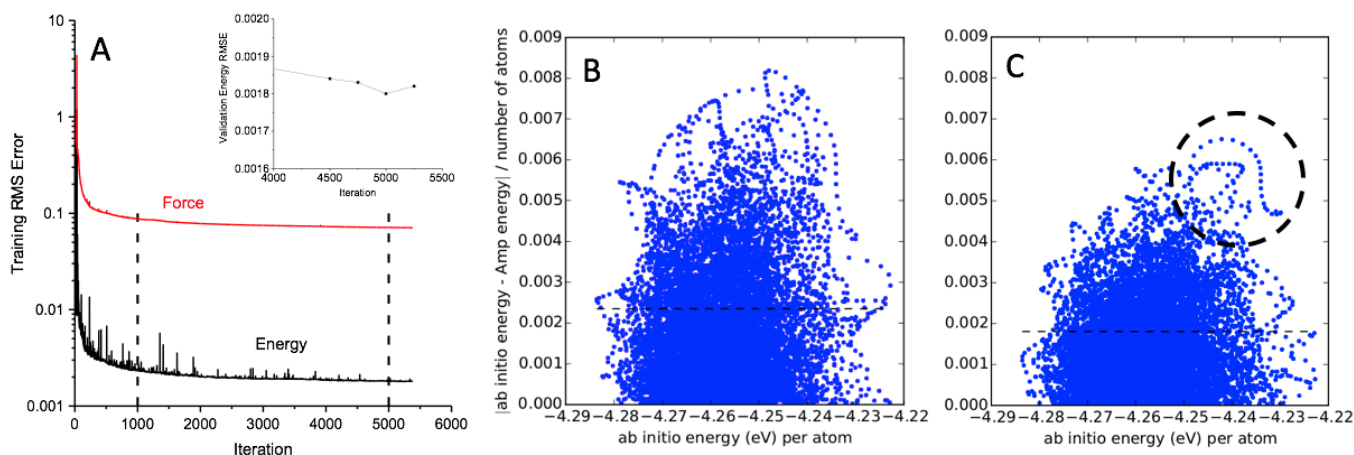 A
10
1
0.1
0.01
0.001
Training RMS Error
0 1000 2000 3000 4000 5000 6000
Iteration
Force
Energy
0.0020
0.0019
0.0018
0.0017
0.0016
Validation Energy RMSE
4000 4500 5000 5500
Iteration
B
0.009
0.008
0.007
0.006
0.005
0.004
0.003
0.002
0.001
0.000
|ab initio energy - Amp energy| / number of atoms
−4.29 −4.28 −4.27 −4.26 −4.25 −4.24 −4.23 −4.22
ab initio energy (eV) per atom
C
0.009
0.008
0.007
0.006
0.005
0.004
0.003
0.002
0.001
0.000
−4.29 −4.28 −4.27 −4.26 −4.25 −4.24 −4.23 −4.22
ab initio energy (eV) per atom